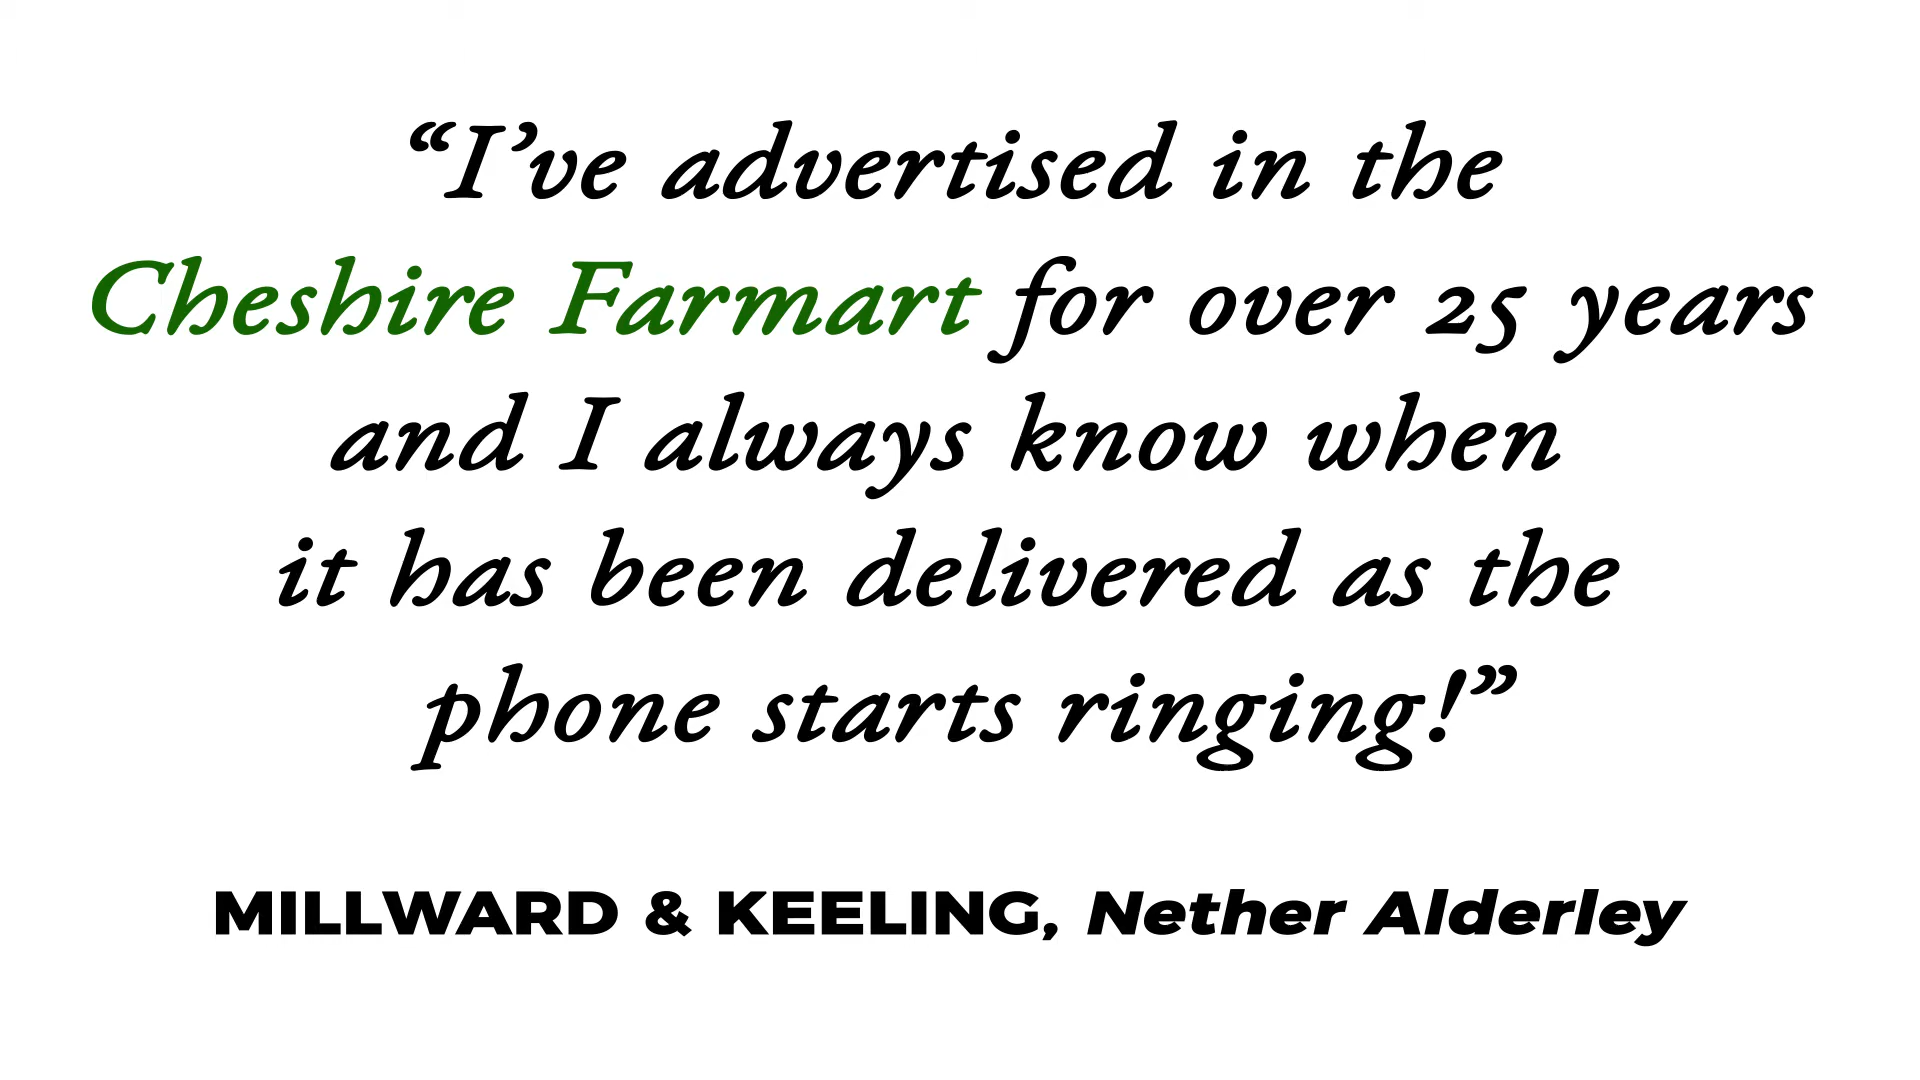 “I’ve advertised in the
Cheshire Farmart for over 25 years
and I always know when
it has been delivered as the
phone starts ringing!”
MILLWARD & KEELING, Nether Alderley